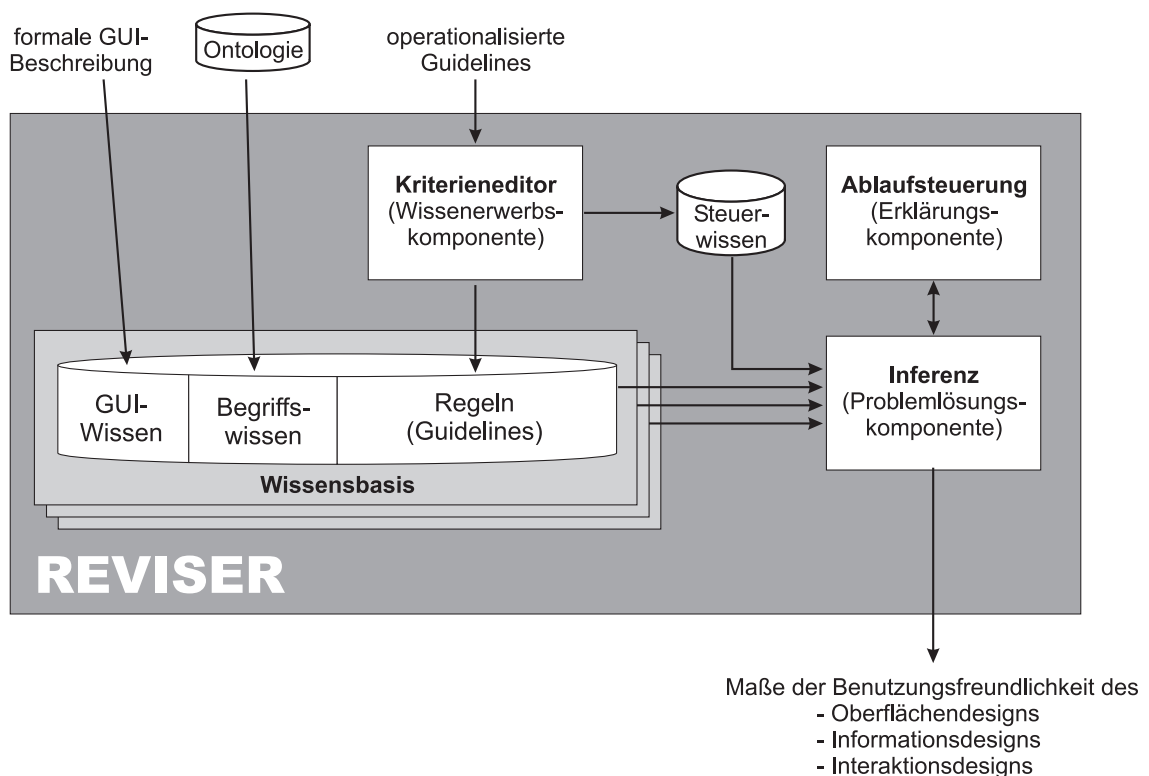 formale GUI-
Beschreibung
Ontologie
operationalisierte
Guidelines
Kriterieneditor
(Wissenerwerbs-
komponente)
Steuer-
wissen
Ablaufsteuerung
(Erklärungs-
komponente)
GUI-
Wissen
Begriffs-
wissen
Regeln
(Guidelines)
Wissensbasis
Inferenz
(Problemlösungs-
komponente)
REVISER
Maße der Benutzungsfreundlichkeit des
- Oberflächendesigns
- Informationsdesigns
- Interaktionsdesigns